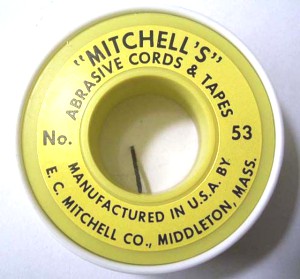 "MITCHELL'S"
ABRASIVE CORDS & TAPES
No. 53
MANUFACTURED IN U.S.A. BY
E. C. MITCHELL CO., MIDDLETON, MASS.